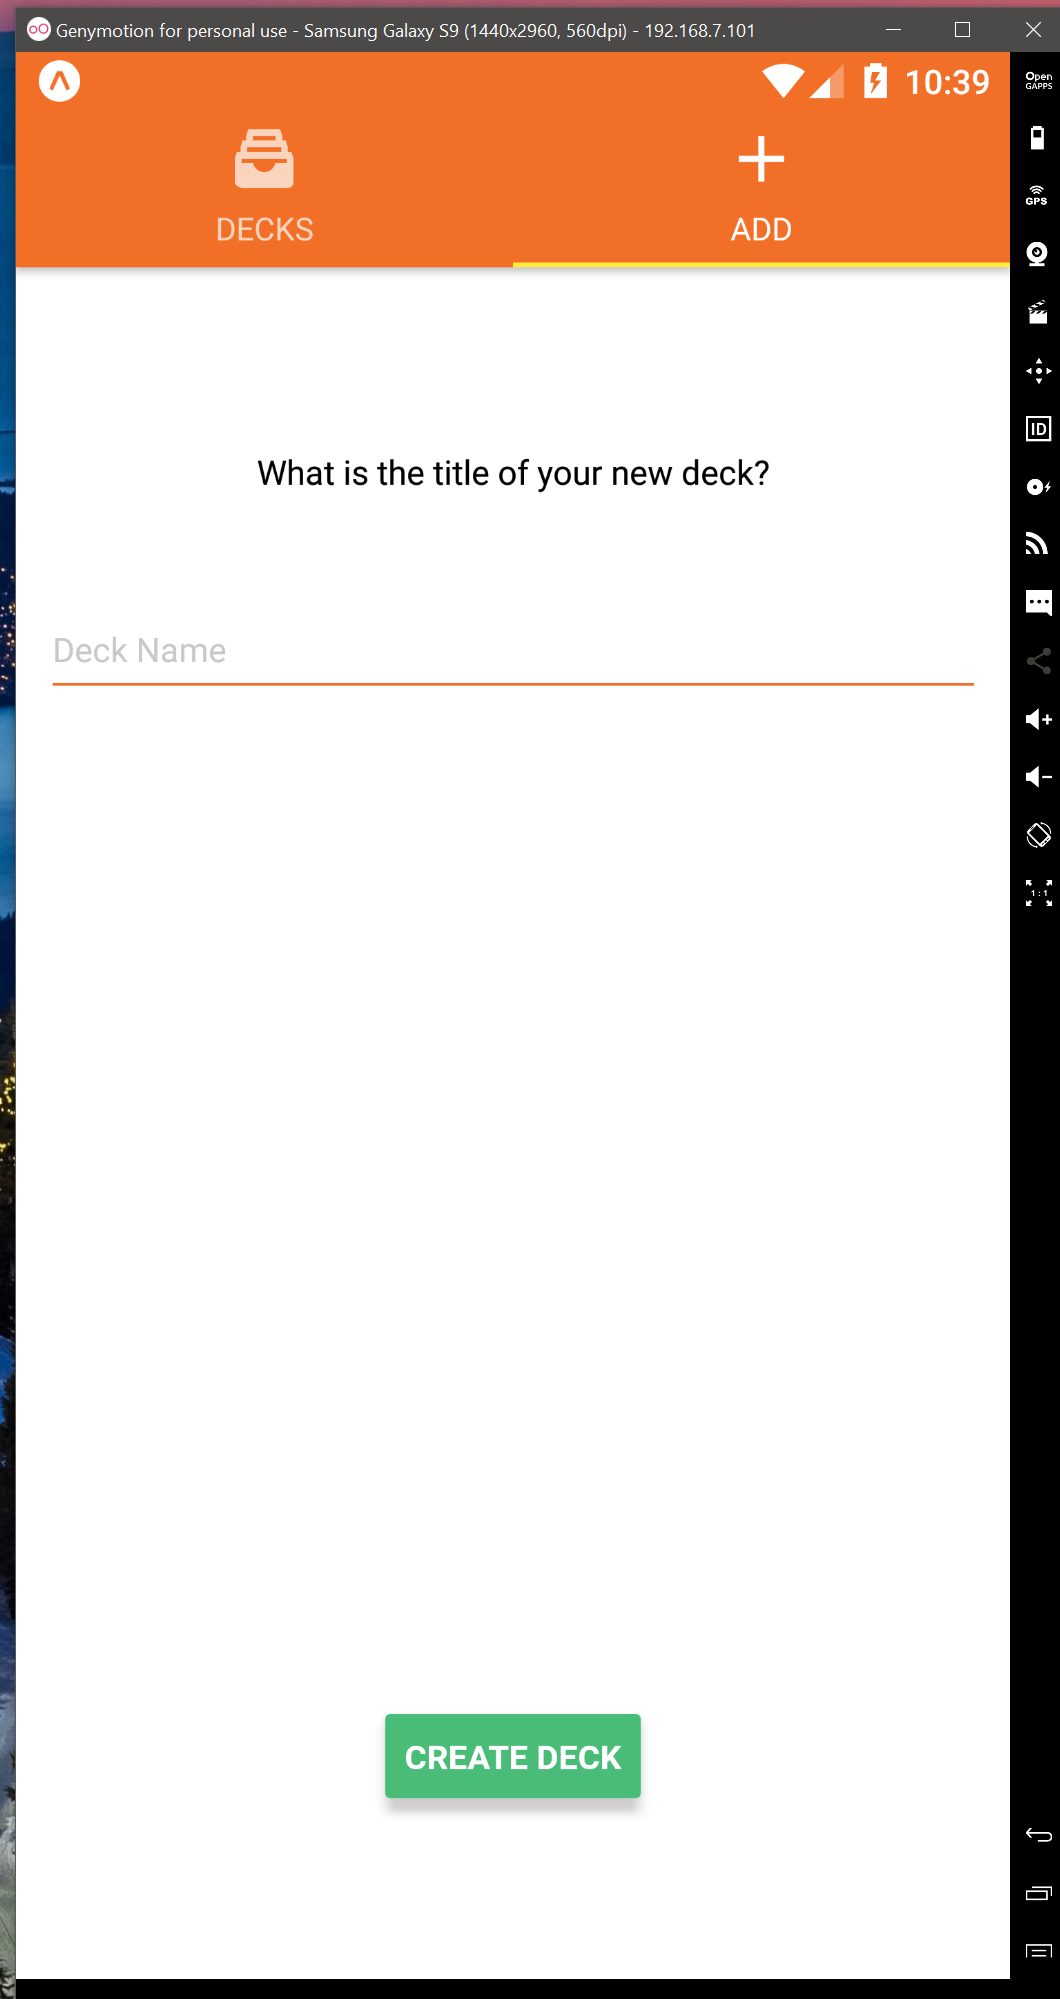 Genymotion for personal use - Samsung Galaxy S9 (1440x2960, 560dpi) - 192.168.7.101
10:39
DECKS
ADD
What is the title of your new deck?
Deck Name
CREATE DECK
Open
GAPPS
GPS
ID
1:1